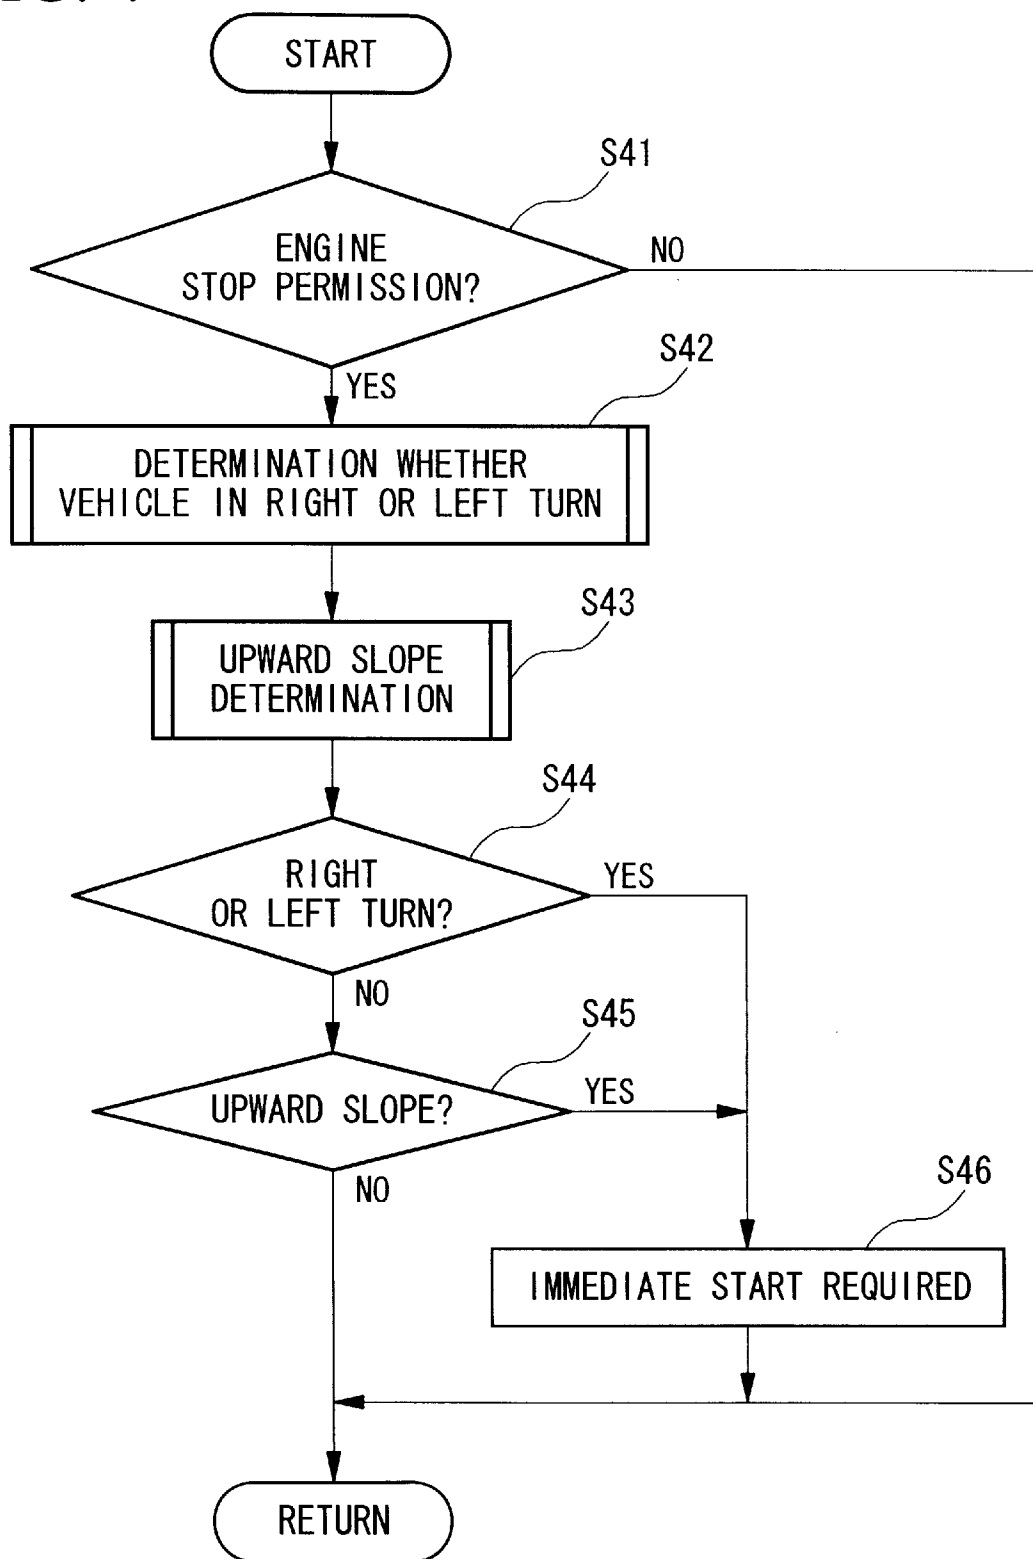 START
S41
ENGINE
STOP PERMISSION?
NO
YES
S42
DETERMINATION WHETHER
VEHICLE IN RIGHT OR LEFT TURN
S43
UPWARD SLOPE
DETERMINATION
S44
RIGHT
OR LEFT TURN?
YES
NO
S45
UPWARD SLOPE?
YES
NO
S46
IMMEDIATE START REQUIRED
RETURN